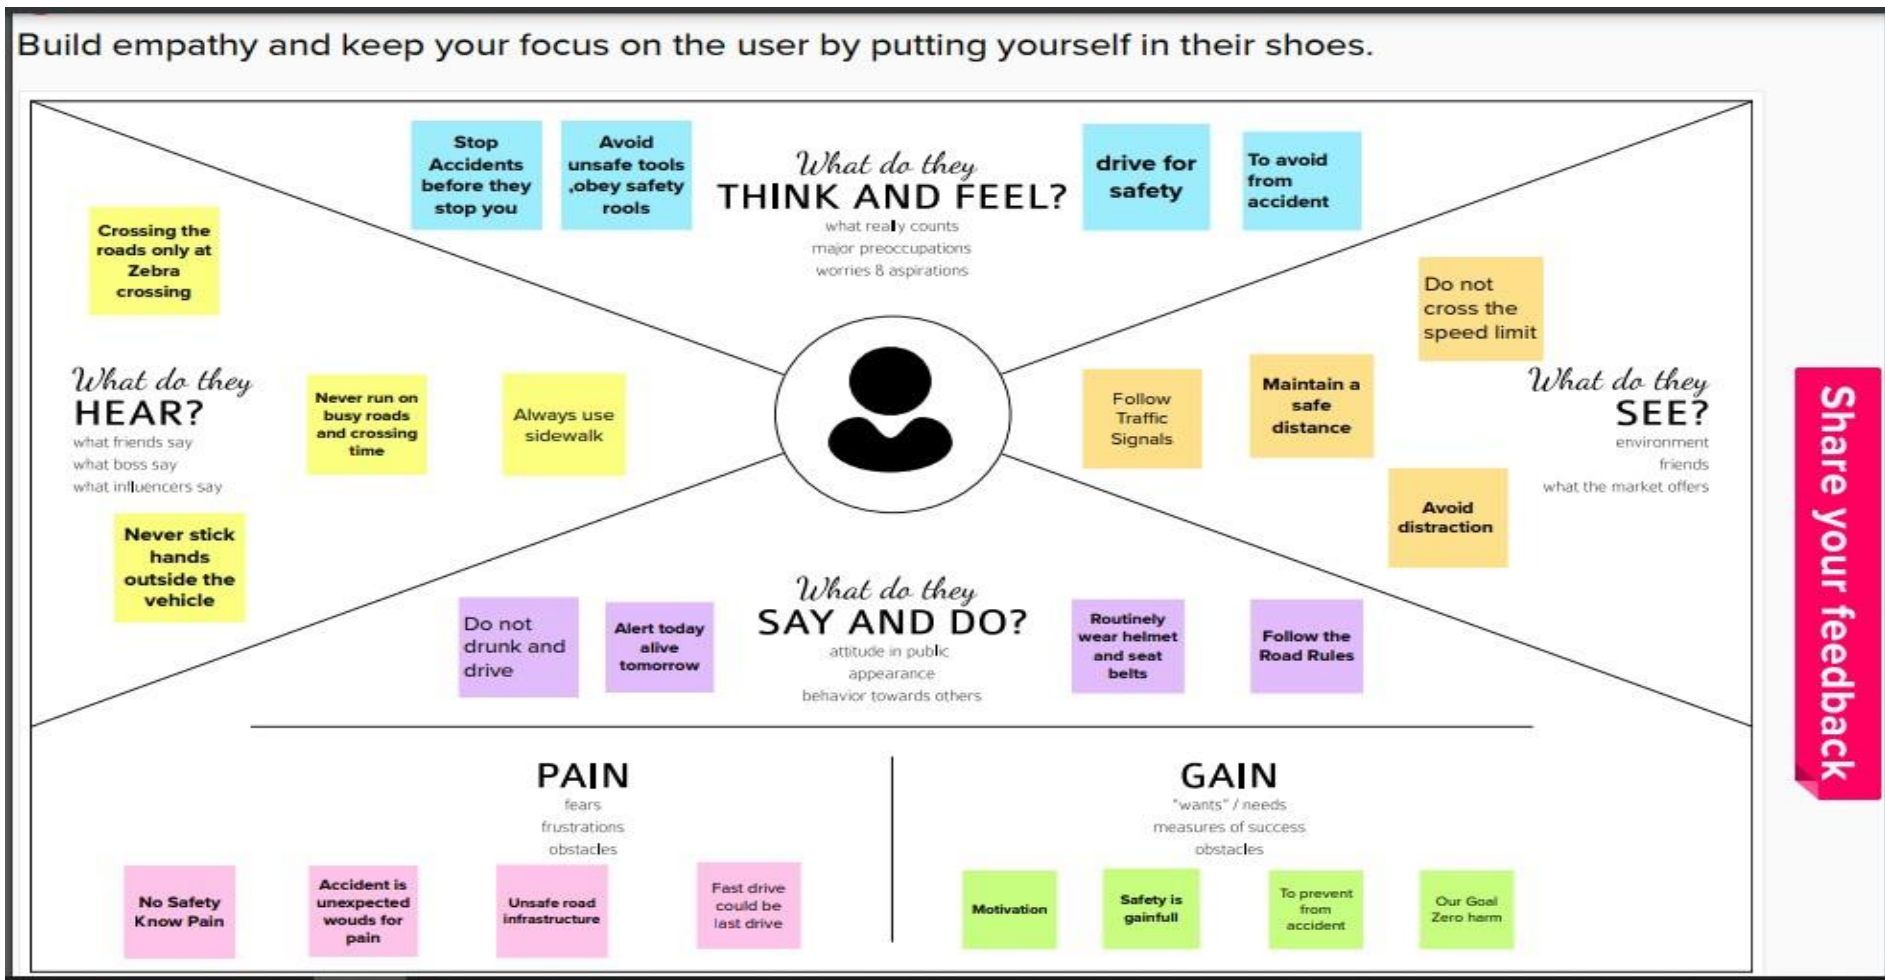 Build empathy and keep your focus on the user by putting yourself in their shoes.
Stop
Accidents
before they
stop you
Avoid
unsafe tools
,obey safety
rools
What do they
THINK AND FEEL?
what really counts
major preoccupations
worries & aspirations
drive for
safety
To avoid
from
accident
Crossing the
roads only at
Zebra
crossing
What do they
HEAR?
what friends say
what boss say
what influencers say
Never run on
busy roads
and crossing
time
Always use
sidewalk
Never stick
hands
outside the
vehicle
Do not
cross the
speed limit
Follow
Traffic
Signals
Maintain a
safe
distance
What do they
SEE?
environment
friends
what the market offers
Avoid
distraction
Do not
drunk and
drive
Alert today
alive
tomorrow
What do they
SAY AND DO?
attitude in public
appearance
behavior towards others
Routinely
wear helmet
and seat
belts
Follow the
Road Rules
PAIN
fears
frustrations
obstacles
No Safety
Know Pain
Accident is
unexpected
wouds for
pain
Unsafe road
infrastructure
Fast drive
could be
last drive
GAIN
"wants" / needs
measures of success
obstacles
Motivation
Safety is
gainfull
To prevent
from
accident
Our Goal
Zero harm
Share your feedback